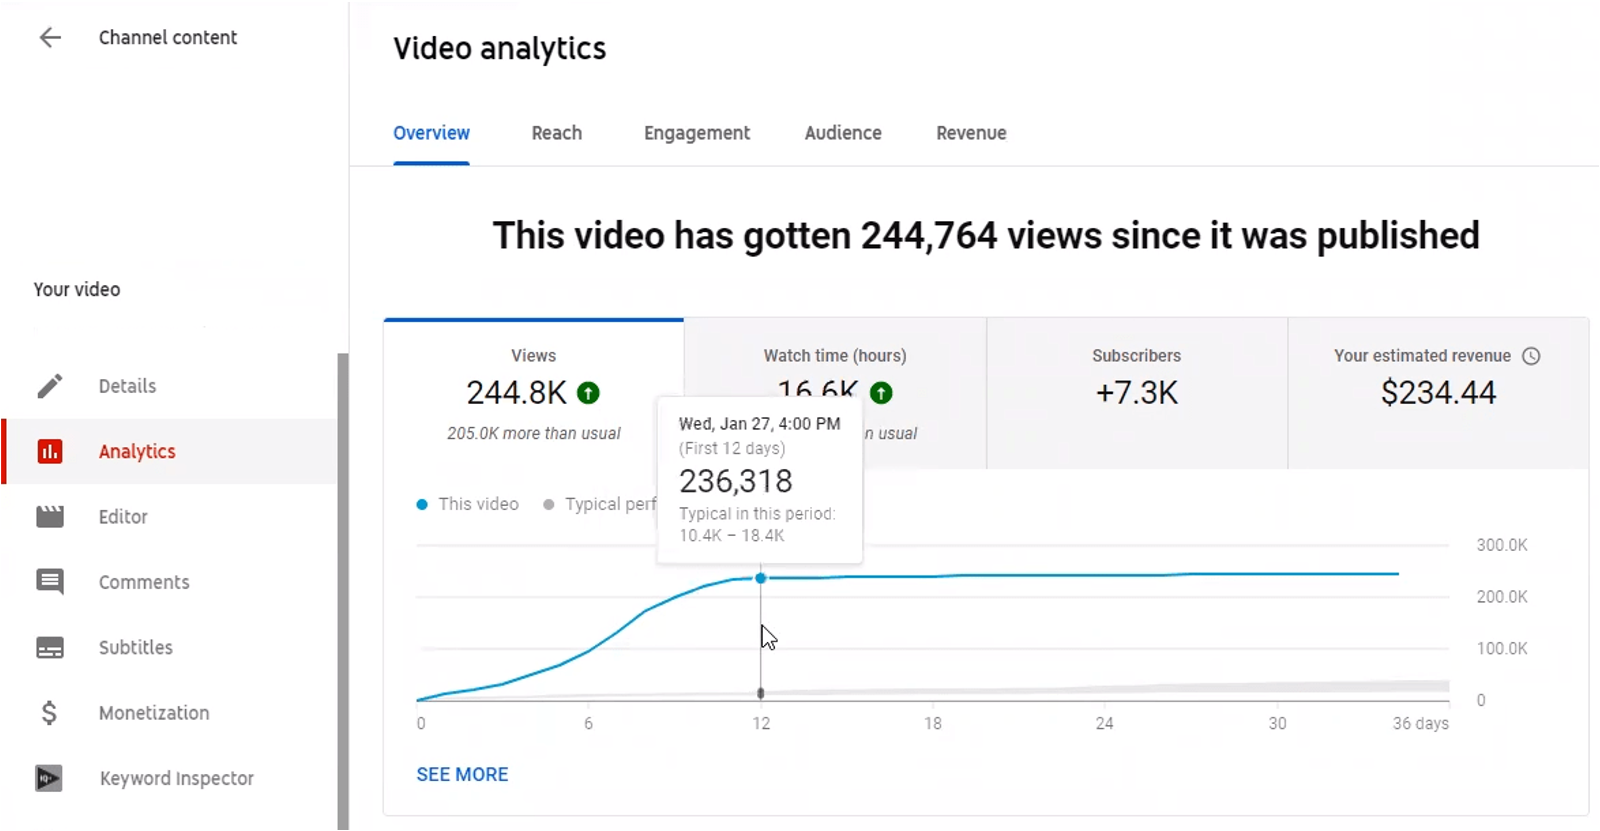 Channel content
Your video
Details
Analytics
Editor
Comments
Subtitles
Monetization
Keyword Inspector
Video analytics
Overview Reach Engagement Audience Revenue
This video has gotten 244,764 views since it was published
Views
244.8K
205.0K more than usual
Watch time (hours)
16.6K
usual
Subscribers
+7.3K
Your estimated revenue
$234.44
Wed, Jan 27, 4:00 PM
(First 12 days)
236,318
Typical in this period:
10.4K – 18.4K
This video Typical
300.0K
200.0K
100.0K
0
0 6 12 18 24 30 36 days
SEE MORE